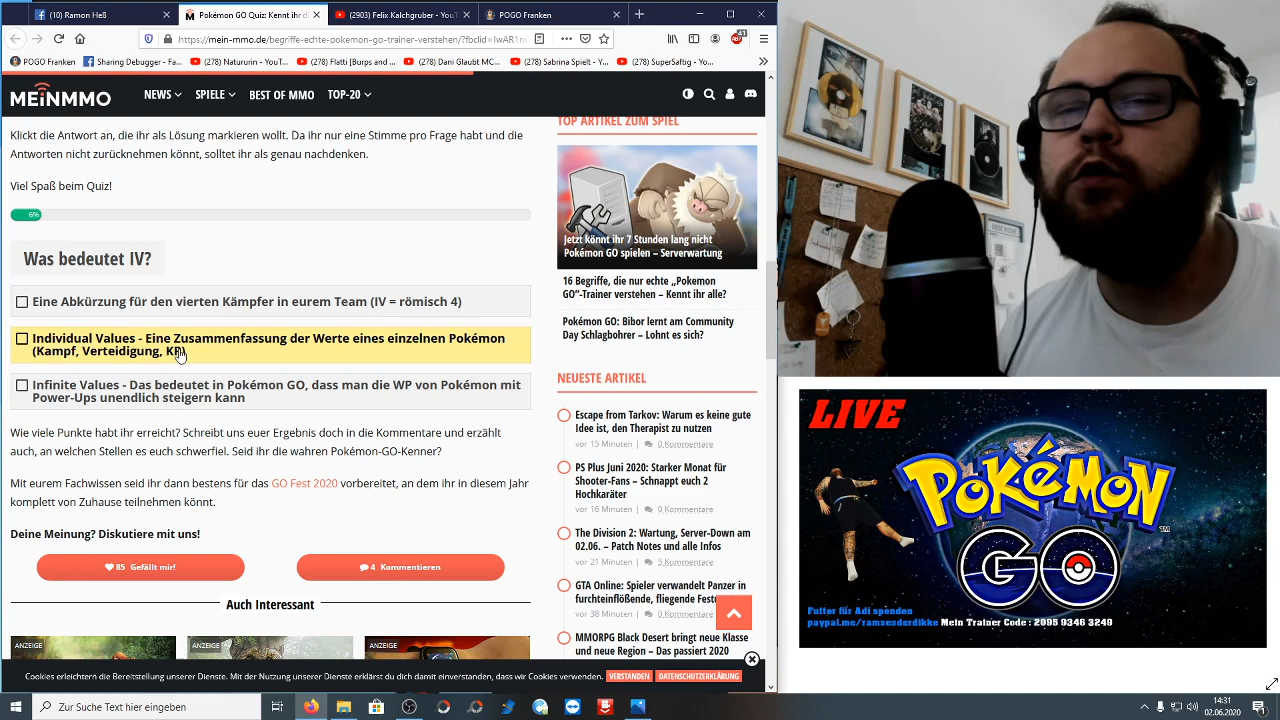 (10) Ramon Heß
Pokémon GO Quiz: Kennt ihr di
(2903) Felix Kalchgruber - YouT
POGO Franken
https://mein-mmo.de/begriffe-echte-pokemon-go-trainer-verstehen/?fbclid=IwAR1n
41
POGO Franken
Sharing Debugger - Fa...
(278) Natururin - YouT...
(278) Flatti |Burps and ...
(278) Dani Glaubt MC...
(278) Sabrina Spielt - Y...
(278) SuperSaftig - Yo...
MEINMMO
NEWS
SPIELE
BEST OF MMO
TOP-20
Klickt die Antwort an, die ihr als Lösung markieren wollt. Da ihr nur eine Stimme pro Frage habt und die
Antworten nicht zurücknehmen könnt, solltet ihr als genau nachdenken.
Viel Spaß beim Quiz!
6%
Was bedeutet IV?
Eine Abkürzung für den vierten Kämpfer in eurem Team (IV = römisch 4)
Individual Values - Eine Zusammenfassung der Werte eines einzelnen Pokémon
(Kampf, Verteidigung, KP)
Infinite Values - Das bedeutet in Pokémon GO, dass man die WP von Pokémon mit
Power-Ups unendlich steigern kann
Wie viele Punkte habt ihr erreicht? Schreibt uns euer Ergebnis doch in die Kommentare und erzählt
auch, an welchen Stellen es euch schwerfiel. Seid ihr die wahren Pokémon-GO-Kenner?
Mit eurem Fachwissen seid ihr dann bestens für das GO Fest 2020 vorbereitet, an dem ihr in diesem Jahr
komplett von Zuhause teilnehmen könnt.
Deine Meinung? Diskutiere mit uns!
85 Gefällt mir!
4 Kommentieren
Auch Interessant
ANZEIGE
ANZEIGE
ANZEIGE
TOP ARTIKEL ZUM SPIEL
Jetzt könnt ihr 7 Stunden lang nicht
Pokémon GO spielen – Serverwartung
16 Begriffe, die nur echte „Pokemon
GO“-Trainer verstehen – Kennt ihr alle?
Pokémon GO: Bibor lernt am Community
Day Schlagbohrer – Lohnt es sich?
NEUESTE ARTIKEL
Escape from Tarkov: Warum es keine gute
Idee ist, den Therapist zu nutzen
vor 15 Minuten | 0 Kommentare
PS Plus Juni 2020: Starker Monat für
Shooter-Fans – Schnappt euch 2
Hochkaräter
vor 16 Minuten | 0 Kommentare
The Division 2: Wartung, Server-Down am
02.06. – Patch Notes und alle Infos
vor 21 Minuten | 5 Kommentare
GTA Online: Spieler verwandelt Panzer in
furchteinflößende, fliegende
vor 38 Minuten | 0 Kommentare
MMORPG Black Desert bringt neue Klasse
und neue Region – Das passiert 2020
Cookies erleichtern die Bereitstellung unserer Dienste. Mit der Nutzung unserer Dienste erklärst du dich damit einverstanden, dass wir Cookies verwenden.
VERSTANDEN
DATENSCHUTZERKLÄRUNG
LIVE
POKÉMON
GO
TM
Futter für Adi spenden
paypal.me/ramsesderdikke Mein Trainer Code : 2095 9346 3249
Zur Suche Text hier eingeben
14:31
02.06.2020